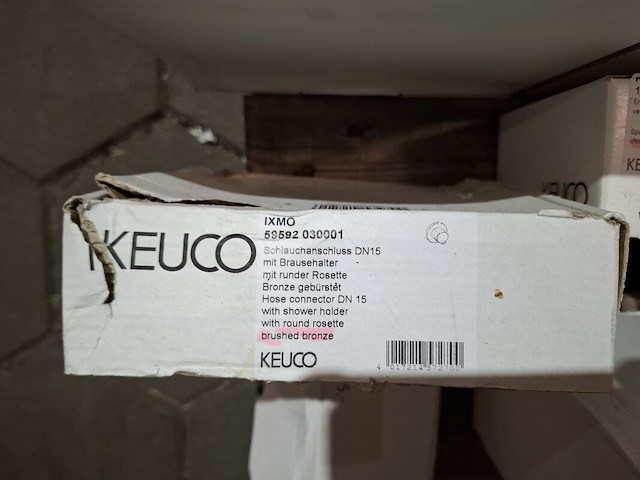 IXMO
59592 030001
Schlauchanschluss DN15
mit Brausehalter
mit runder Rosette
Bronze gebürstet
Hose connector DN 15
with shower holder
with round rosette
brushed bronze
KEUCO
KEUCO
KEUCO